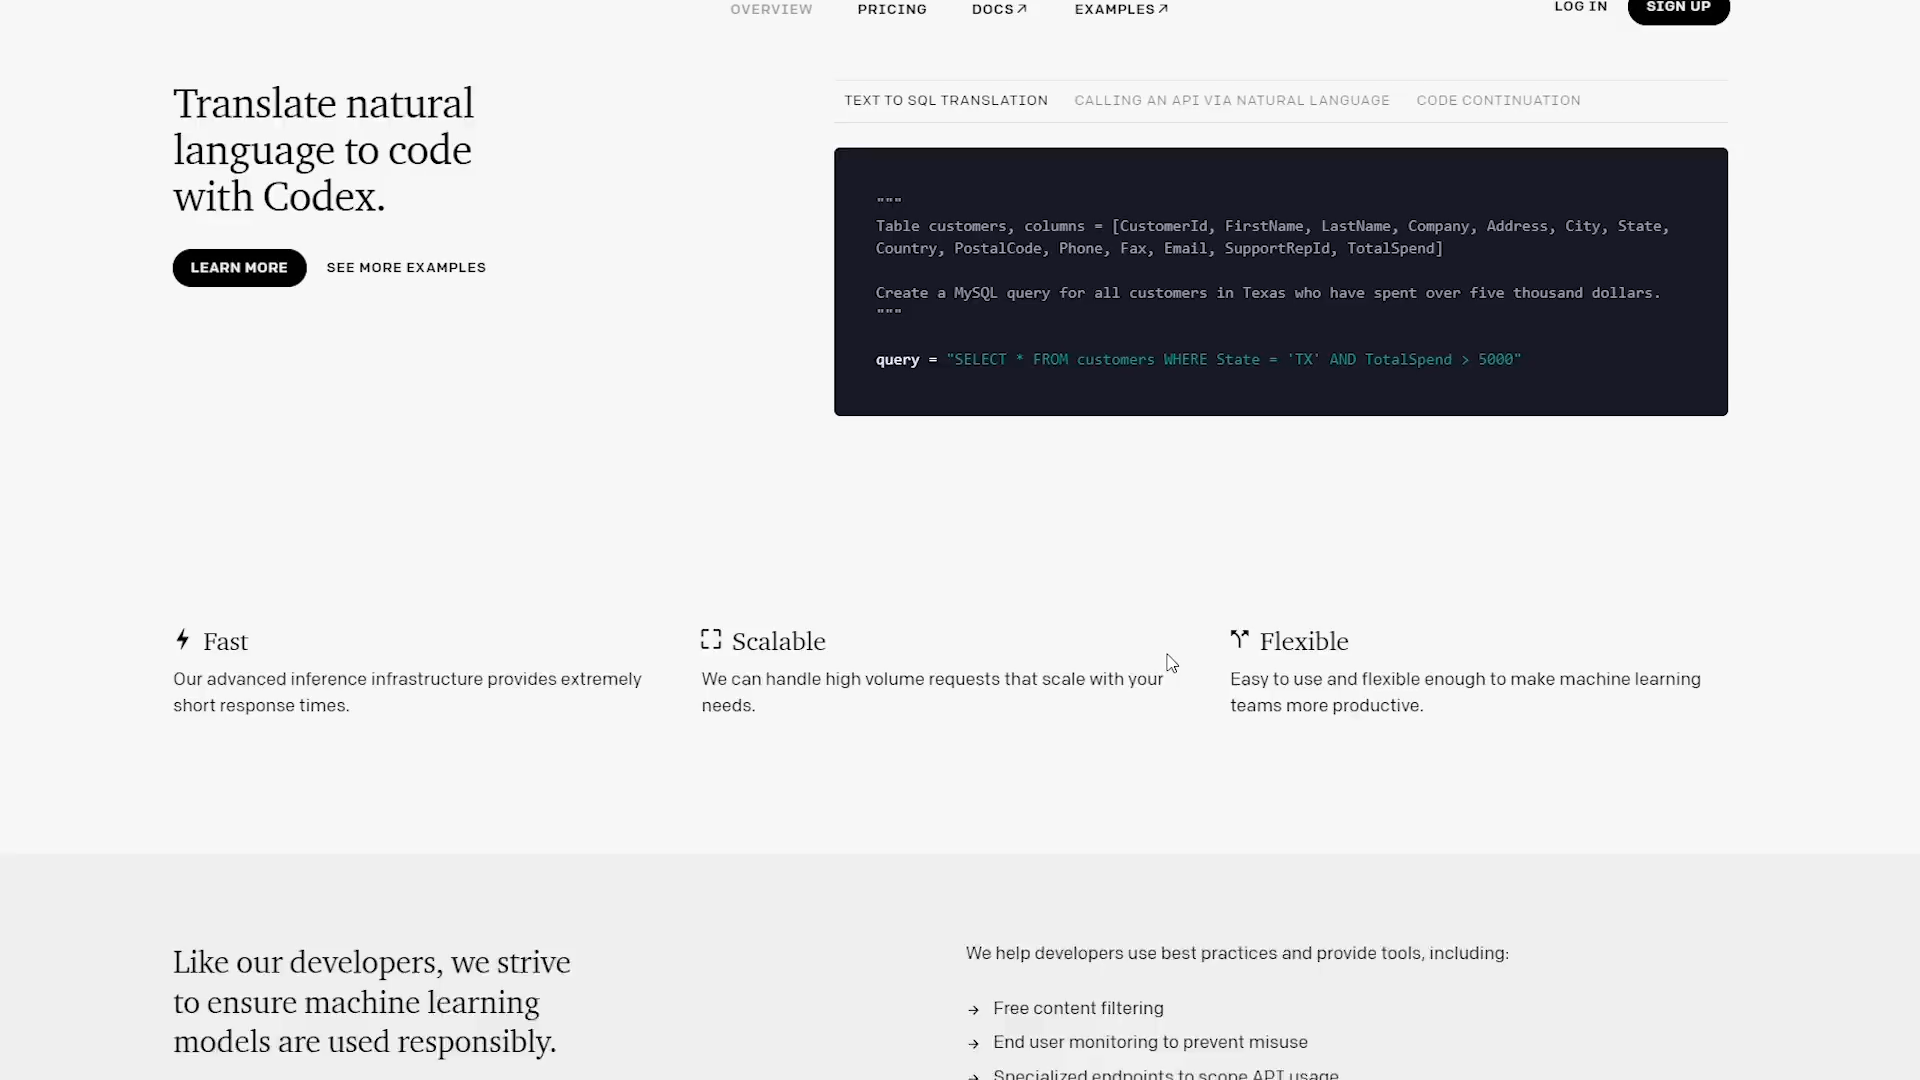 OVERVIEW PRICING DOCS↗ EXAMPLES↗ LOG IN SIGN UP
Translate natural
language to code
with Codex.
LEARN MORE SEE MORE EXAMPLES
TEXT TO SQL TRANSLATION CALLING AN API VIA NATURAL LANGUAGE CODE CONTINUATION
"""
Table customers, columns = [CustomerId, FirstName, LastName, Company, Address, City, State,
Country, PostalCode, Phone, Fax, Email, SupportRepId, TotalSpend]
Create a MySQL query for all customers in Texas who have spent over five thousand dollars.
"""
query = "SELECT * FROM customers WHERE State = 'TX' AND TotalSpend > 5000"
Fast
Our advanced inference infrastructure provides extremely
short response times.
Scalable
We can handle high volume requests that scale with your
needs.
Flexible
Easy to use and flexible enough to make machine learning
teams more productive.
Like our developers, we strive
to ensure machine learning
models are used responsibly.
We help developers use best practices and provide tools, including:
→ Free content filtering
→ End user monitoring to prevent misuse
→ Specialized endpoints to scope API usage